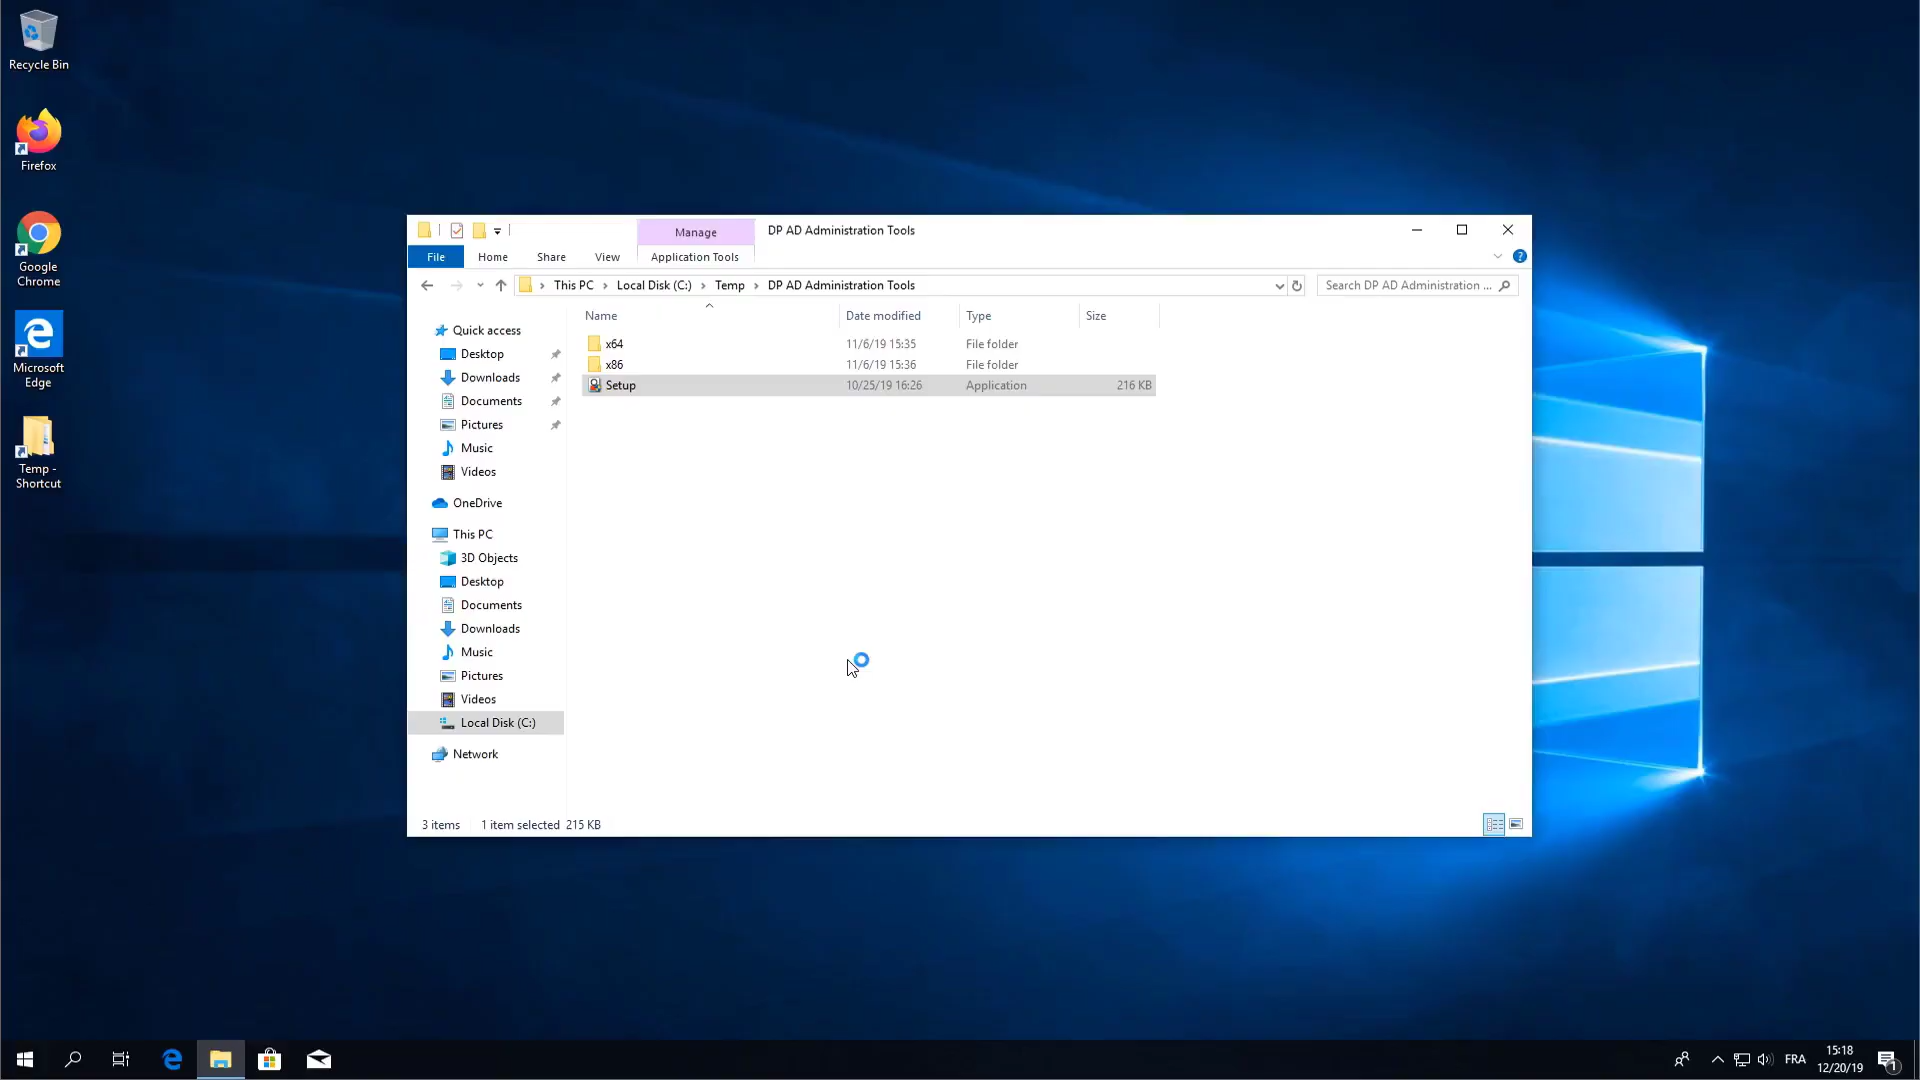 Recycle Bin
Firefox
Google
Chrome
Microsoft
Edge
Temp -
Shortcut
Manage
DP AD Administration Tools
File
Home
Share
View
Application Tools
This PC
Local Disk (C:)
Temp
DP AD Administration Tools
Search DP AD Administration ...
Name
Date modified
Type
Size
x64 11/6/19 15:35 File folder
x86 11/6/19 15:36 File folder
Setup 10/25/19 16:26 Application 216 KB
Quick access
Desktop
Downloads
Documents
Pictures
Music
Videos
OneDrive
This PC
3D Objects
Desktop
Documents
Downloads
Music
Pictures
Videos
Local Disk (C:)
Network
3 items 1 item selected 215 KB
FRA
15:18
12/20/19
1